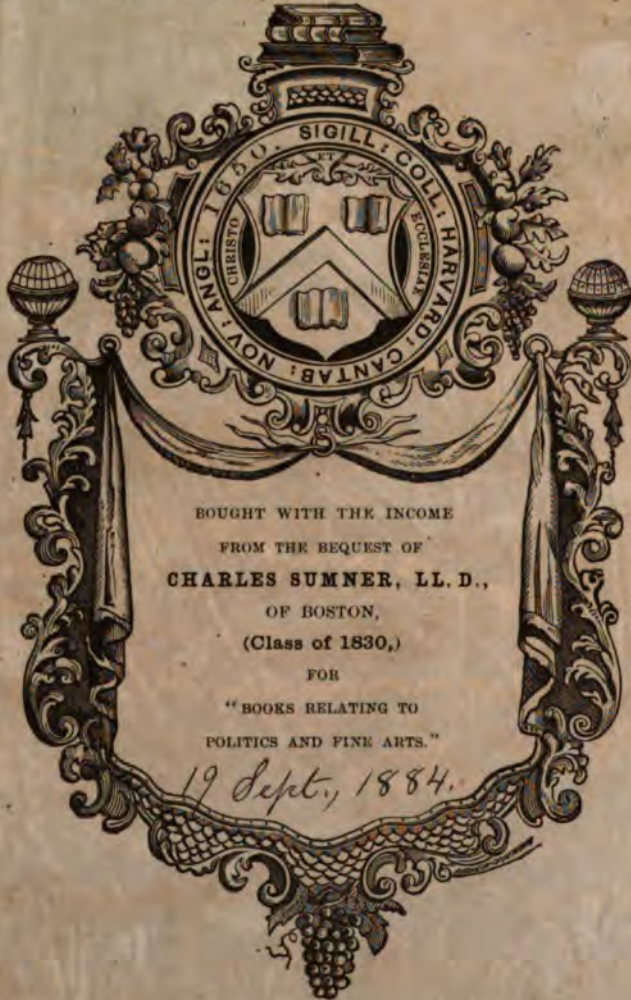 SIGILL: COLL: HARVARD: CANTAB: NOV: ANGL: 1650.
ET
CHRISTO
ECCLESIAE
BOUGHT WITH THE INCOME
FROM THE BEQUEST OF
CHARLES SUMNER, LL. D.,
OF BOSTON,
(Class of 1830,)
FOR
"BOOKS RELATING TO
POLITICS AND FINE ARTS."
19 Sept., 1884.